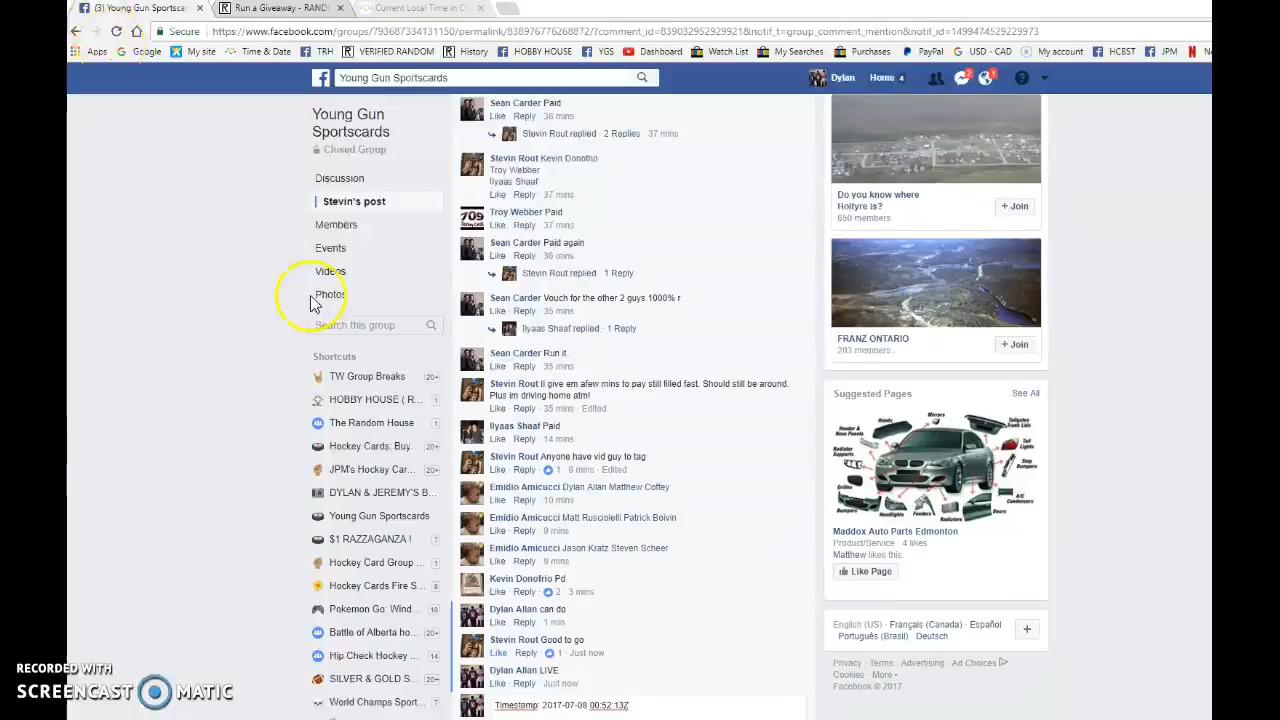 (3) Young Gun Sportscar
Run a Giveaway - RAND
Current Local Time in C
Secure
https://www.facebook.com/groups/793687334131150/permalink/838976776268872/?comment_id=839032952929921&notif_t=group_comment_mention&notif_id=1499474529229973
Apps Google My site Time & Date TRH VERIFIED RANDOM History HOBBY HOUSE YGS Dashboard Watch List My Searches Purchases PayPal USD - CAD My account HCBST JPM N
Young Gun Sportscards
Dylan Home 4 2 1
Young Gun
Sportscards
Closed Group
Discussion
Stevin's post
Members
Events
Videos
Photos
Search this group
Shortcuts
TW Group Breaks 20+
HOBBY HOUSE ( R... 1
The Random House 1
Hockey Cards: Buy... 20+
JPM's Hockey Car... 20+
DYLAN & JEREMY'S B...
Young Gun Sportscards
$1 RAZZAGANZA ! 7
Hockey Card Group ... 1
Hockey Cards Fire S... 8
Pokemon Go: Wind... 18
Battle of Alberta ho... 20+
Hip Check Hockey ... 14
SILVER & GOLD S... 20+
World Champs Sport... 7
Sean Carder Paid
Like · Reply · 38 mins
Stevin Rout replied · 2 Replies · 37 mins
Stevin Rout Kevin Donofrio
Troy Webber
Ilyaas Shaaf
Like · Reply · 37 mins
709
Troy Webber Paid
Like · Reply · 37 mins
Sean Carder Paid again
Like · Reply · 36 mins
Stevin Rout replied · 1 Reply
Sean Carder Vouch for the other 2 guys 1000% r
Like · Reply · 35 mins
Ilyaas Shaaf replied · 1 Reply
Sean Carder Run it
Like · Reply · 35 mins
Stevin Rout Il give em afew mins to pay still filled fast. Should still be around.
Plus im driving home atm!
Like · Reply · 35 mins · Edited
Ilyaas Shaaf Paid
Like · Reply · 14 mins
Stevin Rout Anyone have vid guy to tag
Like · Reply · 1 · 9 mins · Edited
Emidio Amicucci Dylan Allan Matthew Coffey
Like · Reply · 10 mins
Emidio Amicucci Matt Ruscioielli Patrick Boivin
Like · Reply · 9 mins
Emidio Amicucci Jason Kratz Steven Scheer
Like · Reply · 9 mins
Kevin Donofrio Pd
Like · Reply · 2 · 3 mins
Dylan Allan can do
Like · Reply · 1 min
Stevin Rout Good to go
Like · Reply · 1 · Just now
Dylan Allan LIVE
Like · Reply · Just now
Timestamp: 2017-07-08 00:52:13Z
Do you know where
Holtyre is?
650 members
+ Join
FRANZ ONTARIO
203 members
+ Join
Suggested Pages See All
Mirrors
Maddox Auto Parts Edmonton
Product/Service · 4 likes
Matthew likes this.
Like Page
English (US) · Français (Canada) · Español ·
Português (Brasil) · Deutsch
+
Privacy · Terms · Advertising · Ad Choices
Cookies · More
Facebook © 2017
RECORDED WITH
SCREENCAST MATIC